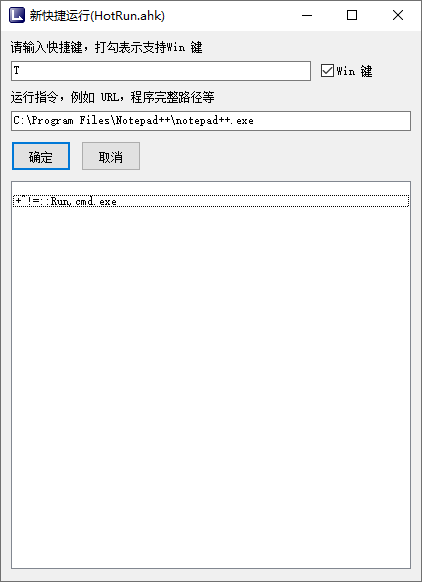 新快捷运行(HotRun.ahk)
请输入快捷键，打勾表示支持Win 键
T
Win 键
运行指令，例如 URL，程序完整路径等
C:\Program Files\Notepad++\notepad++.exe
确定 取消
+^!=::Run,cmd.exe